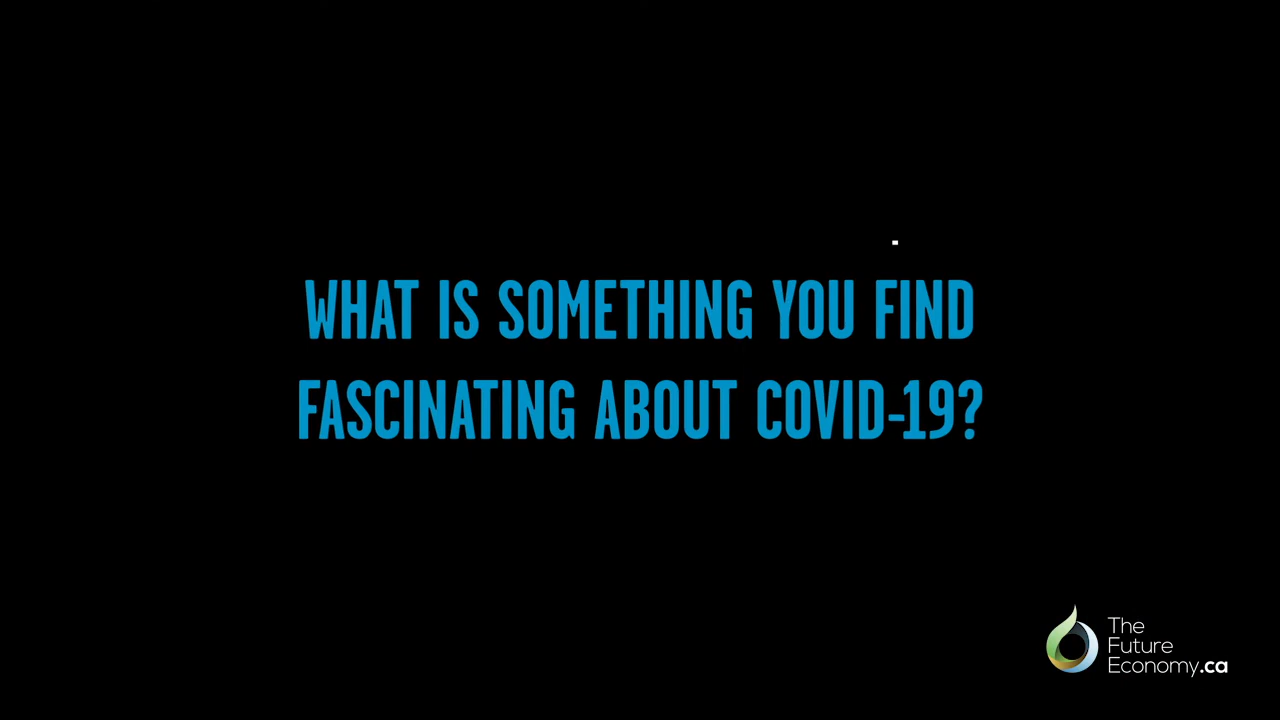 WHAT IS SOMETHING YOU FIND
FASCINATING ABOUT COVID-19?
The
Future
Economy.ca